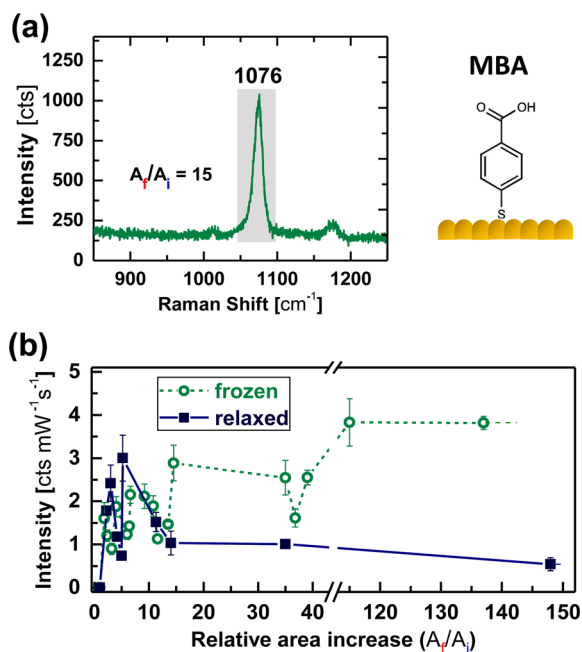 (a)
MBA
1250
1000
750
500
250
0
Intensity [cts]
1076
Af/Ai = 15
900 1000 1100 1200
Raman Shift [cm-1]
O
OH
S
(b)
5
4
3
2
1
0
Intensity [cts mW-1s-1]
frozen
relaxed
0 10 20 30 40 120 130 140 150
Relative area increase (Af/Ai)